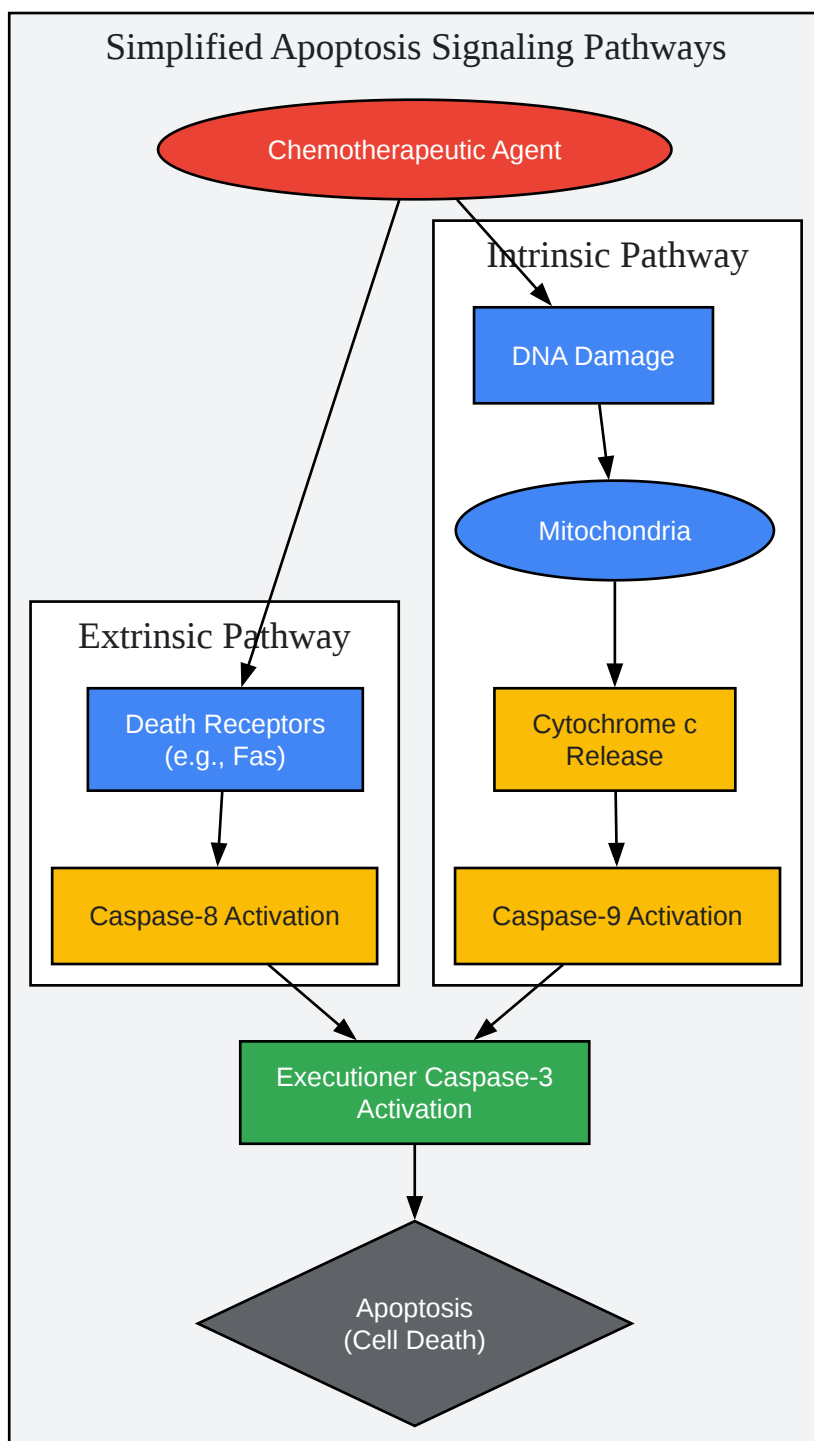 Simplified Apoptosis Signaling Pathways
Chemotherapeutic Agent
Intrinsic Pathway
DNA Damage
Mitochondria
Extrinsic Pathway
Death Receptors
(e.g., Fas)
Cytochrome c
Release
Caspase-8 Activation
Caspase-9 Activation
Executioner Caspase-3
Activation
Apoptosis
(Cell Death)